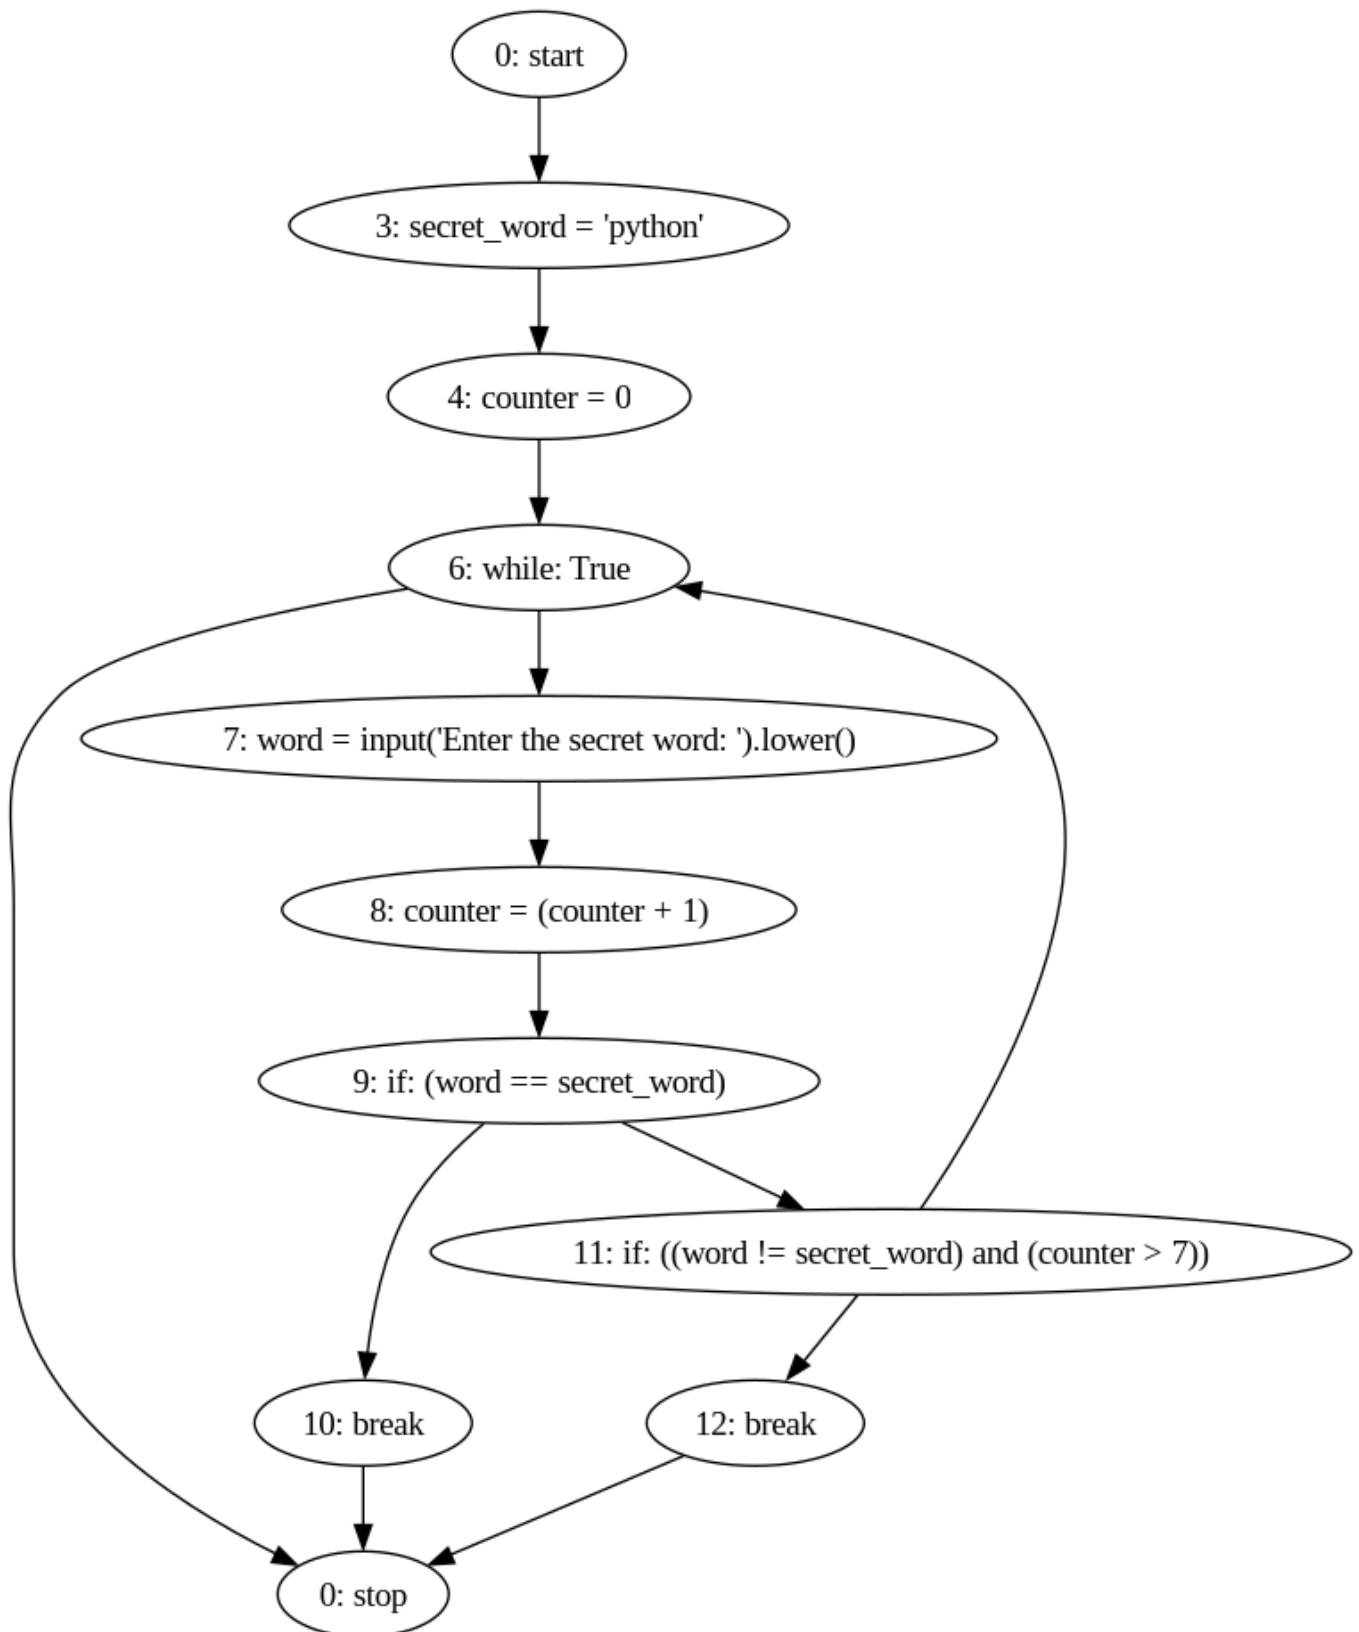 0: start
3: secret_word = 'python'
4: counter = 0
6: while: True
7: word = input('Enter the secret word: ').lower()
8: counter = (counter + 1)
9: if: (word == secret_word)
11: if: ((word != secret_word) and (counter > 7))
10: break
12: break
0: stop